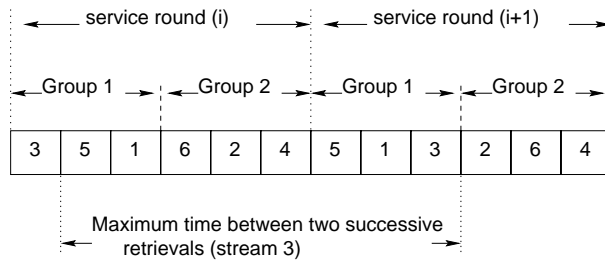 service round (i) service round (i+1)
Group 1 Group 2 Group 1 Group 2
3 5 1 6 2 4 5 1 3 2 6 4
Maximum time between two successive
retrievals (stream 3)